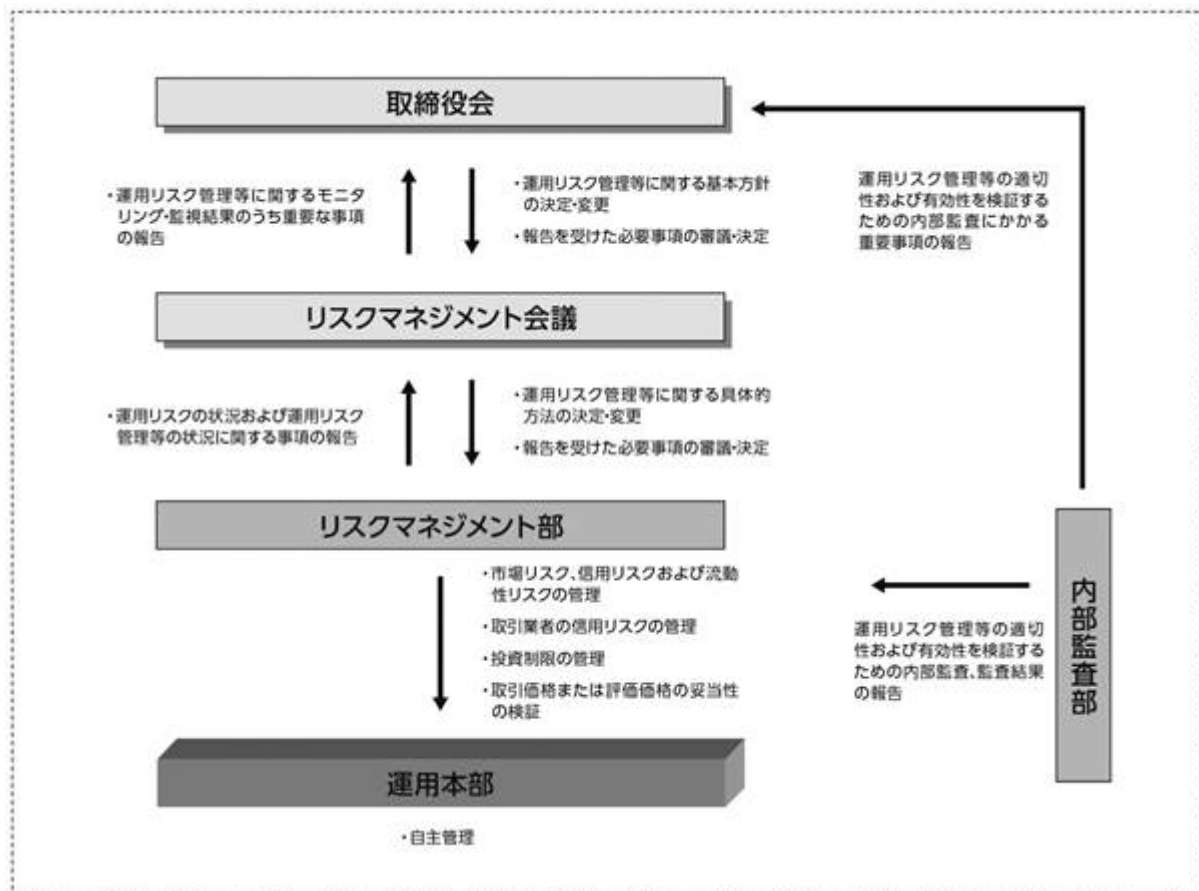 取締役会
・運用リスク管理等に関するモニタ
リング・監視結果のうち重要な事項
の報告
・運用リスク管理等に関する基本方針
の決定・変更
・報告を受けた必要事項の審議・決定
運用リスク管理等の適切
性および有効性を検証する
ための内部監査にかかる
重要事項の報告
リスクマネジメント会議
・運用リスクの状況および運用リスク
管理等の状況に関する事項の報告
・運用リスク管理等に関する具体的
方法の決定・変更
・報告を受けた必要事項の審議・決定
リスクマネジメント部
・市場リスク、信用リスクおよび流動
性リスクの管理
・取引業者の信用リスクの管理
・投資制限の管理
・取引価格または評価価格の妥当性
の検証
運用リスク管理等の適切
性および有効性を検証する
ための内部監査、監査結果
の報告
内部監査部
運用本部
・自主管理